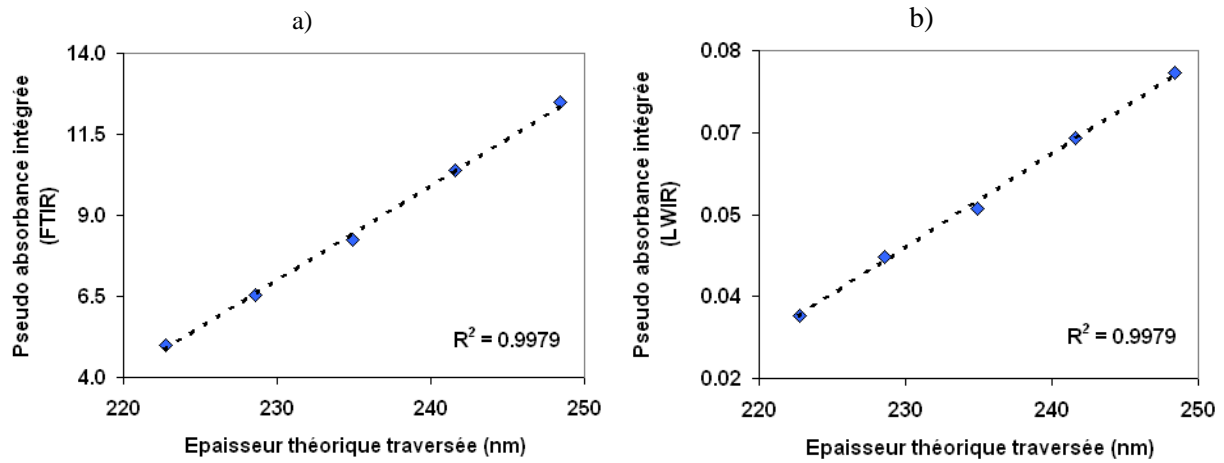 a)
14.0
11.5
9.0
6.5
4.0
Pseudo absorbance intégrée
(FTIR)
R² = 0.9979
220
230
240
250
Epaisseur théorique traversée (nm)
b)
0.08
0.07
0.05
0.04
0.02
Pseudo absorbance intégrée
(LWIR)
R² = 0.9979
220
230
240
250
Epaisseur théorique traversée (nm)